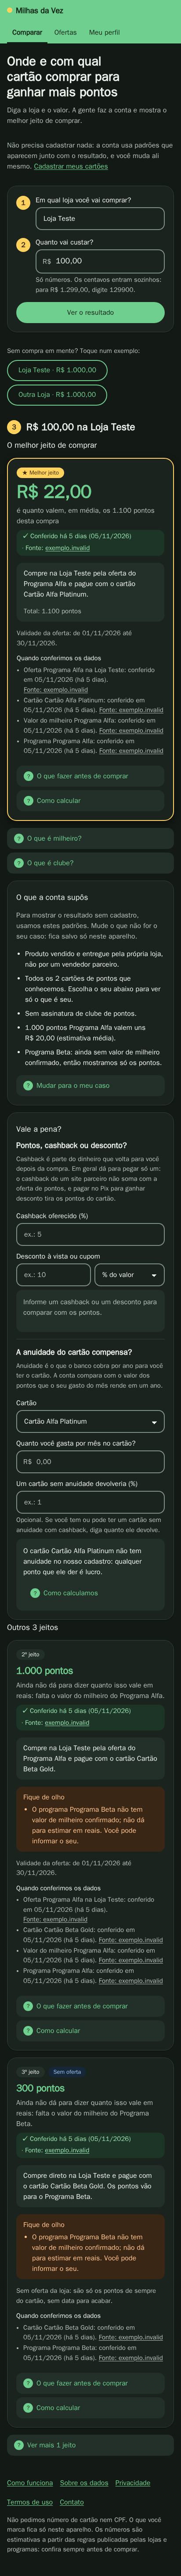 Milhas da Vez
Comparar Ofertas Meu perfil
Onde e com qual
cartão comprar para
ganhar mais pontos
Diga a loja e o valor. A gente faz a conta e mostra o
melhor jeito de comprar.
Não precisa cadastrar nada: a conta usa padrões que
aparecem junto com o resultado, e você muda ali
mesmo. Cadastrar meus cartões
1 Em qual loja você vai comprar?
Loja Teste
2 Quanto vai custar?
R$ 100,00
Só números. Os centavos entram sozinhos:
para R$ 1.299,00, digite 129900.
Ver o resultado
Sem compra em mente? Toque num exemplo:
Loja Teste · R$ 1.000,00
Outra Loja · R$ 1.000,00
3 R$ 100,00 na Loja Teste
O melhor jeito de comprar
★ Melhor jeito
R$ 22,00
é quanto valem, em média, os 1.100 pontos
desta compra
✓ Conferido há 5 dias (05/11/2026)
· Fonte: exemplo.invalid
Compre na Loja Teste pela oferta do
Programa Alfa e pague com o cartão
Cartão Alfa Platinum.
Total: 1.100 pontos
Validade da oferta: de 01/11/2026 até
30/11/2026.
Quando conferimos os dados
• Oferta Programa Alfa na Loja Teste: conferido
em 05/11/2026 (há 5 dias).
Fonte: exemplo.invalid
• Cartão Cartão Alfa Platinum: conferido em
05/11/2026 (há 5 dias). Fonte: exemplo.invalid
• Valor do milheiro Programa Alfa: conferido em
05/11/2026 (há 5 dias). Fonte: exemplo.invalid
• Programa Programa Alfa: conferido em
05/11/2026 (há 5 dias). Fonte: exemplo.invalid
? O que fazer antes de comprar
? Como calcular
? O que é milheiro?
? O que é clube?
O que a conta supôs
Para mostrar o resultado sem cadastro,
usamos estes padrões. Mude o que não for o
seu caso: fica salvo só neste aparelho.
• Produto vendido e entregue pela própria loja,
não por um vendedor parceiro.
• Todos os 2 cartões de pontos que
conhecemos. Escolha o seu abaixo para ver
só o que é seu.
• Sem assinatura de clube de pontos.
• 1.000 pontos Programa Alfa valem uns
R$ 20,00 (estimativa média).
• Programa Beta: ainda sem valor de milheiro
confirmado, então mostramos só os pontos.
? Mudar para o meu caso
Vale a pena?
Pontos, cashback ou desconto?
Cashback é parte do dinheiro que volta para você
depois da compra. Em geral dá para pegar só um:
o cashback de um site parceiro não soma com a
oferta de pontos, e pagar no Pix para ganhar
desconto tira os pontos do cartão.
Cashback oferecido (%)
ex.: 5
Desconto à vista ou cupom
ex.: 10
% do valor
Informe um cashback ou um desconto para
comparar com os pontos.
A anuidade do cartão compensa?
Anuidade é o que o banco cobra por ano para você
ter o cartão. A conta compara com o valor dos
pontos que o seu gasto do mês rende em um ano.
Cartão
Cartão Alfa Platinum
Quanto você gasta por mês no cartão?
R$ 0,00
Um cartão sem anuidade devolveria (%)
ex.: 1
Opcional. Se você tem ou pode ter um cartão sem
anuidade com cashback, diga quanto ele devolve.
O cartão Cartão Alfa Platinum não tem
anuidade no nosso cadastro: qualquer
ponto que ele der é lucro.
? Como calculamos
Outros 3 jeitos
2º jeito
1.000 pontos
Ainda não dá para dizer quanto isso vale em
reais: falta o valor do milheiro do Programa Alfa.
✓ Conferido há 5 dias (05/11/2026)
· Fonte: exemplo.invalid
Compre na Loja Teste pela oferta do
Programa Alfa e pague com o cartão Cartão
Beta Gold.
Fique de olho
• O programa Programa Beta não tem
valor de milheiro confirmado; não dá
para estimar em reais. Você pode
informar o seu.
Validade da oferta: de 01/11/2026 até
30/11/2026.
Quando conferimos os dados
• Oferta Programa Alfa na Loja Teste: conferido
em 05/11/2026 (há 5 dias).
Fonte: exemplo.invalid
• Cartão Cartão Beta Gold: conferido em
05/11/2026 (há 5 dias). Fonte: exemplo.invalid
• Valor do milheiro Programa Alfa: conferido em
05/11/2026 (há 5 dias). Fonte: exemplo.invalid
• Programa Programa Alfa: conferido em
05/11/2026 (há 5 dias). Fonte: exemplo.invalid
? O que fazer antes de comprar
? Como calcular
3º jeito Sem oferta
300 pontos
Ainda não dá para dizer quanto isso vale em
reais: falta o valor do milheiro do Programa
Beta.
✓ Conferido há 5 dias (05/11/2026)
· Fonte: exemplo.invalid
Compre direto na Loja Teste e pague com
o cartão Cartão Beta Gold. Os pontos vão
para o Programa Beta.
Fique de olho
• O programa Programa Beta não tem
valor de milheiro confirmado; não dá
para estimar em reais. Você pode
informar o seu.
Sem oferta da loja: são só os pontos de sempre
do cartão, sem data para acabar.
Quando conferimos os dados
• Cartão Cartão Beta Gold: conferido em
05/11/2026 (há 5 dias). Fonte: exemplo.invalid
• Programa Programa Beta: conferido em
05/11/2026 (há 5 dias). Fonte: exemplo.invalid
? O que fazer antes de comprar
? Como calcular
? Ver mais 1 jeito
Como funciona Sobre os dados Privacidade
Termos de uso Contato
Não pedimos número de cartão nem CPF. O que você
marca fica só neste aparelho. Os números são
estimativas a partir das regras publicadas pelas lojas e
programas: confira sempre antes de comprar.